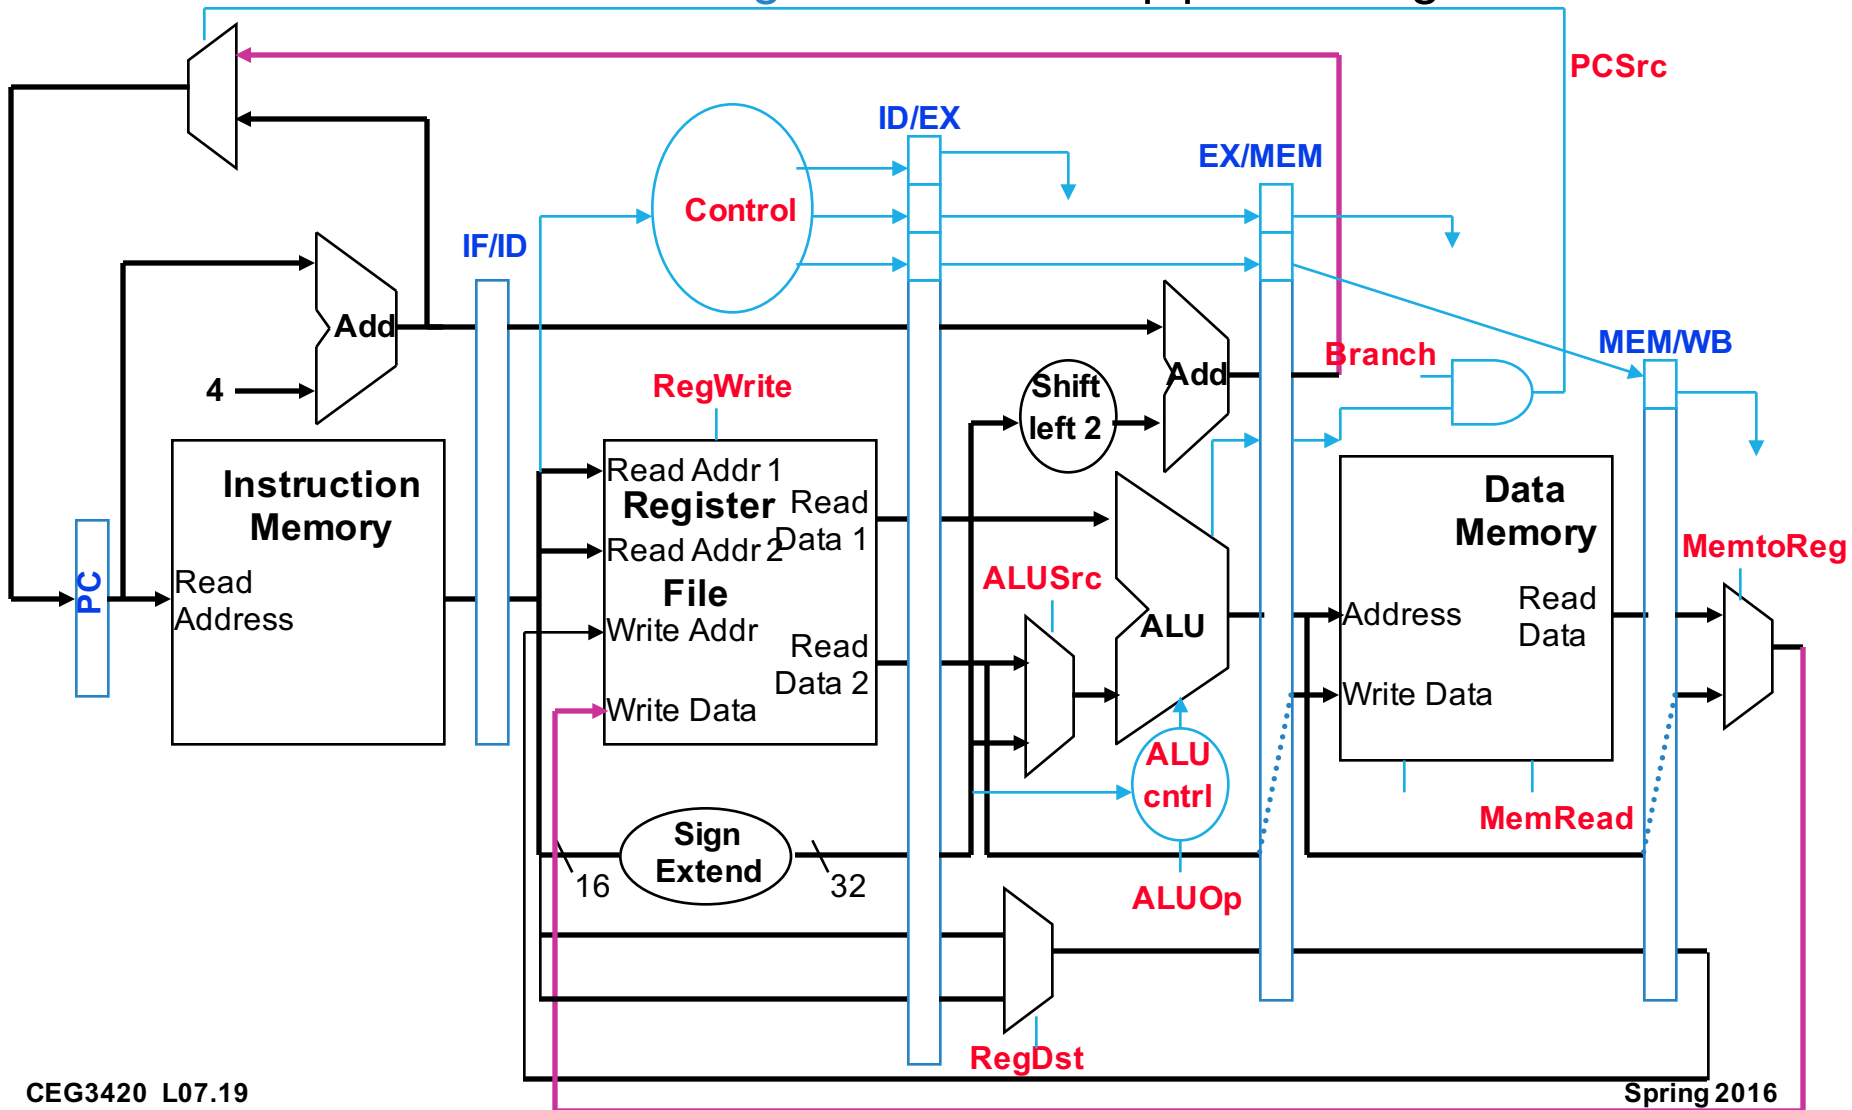 PCSrc
ID/EX
EX/MEM
Control
IF/ID
Add
4
RegWrite
Shift
left 2
Add
Branch
MEM/WB
Instruction
Memory
Read Addr 1
Register
Read
Data 1
Read Addr 2
File
Write Addr
Read
Data 2
Write Data
PC
Read
Address
ALUSrc
ALU
Data
Memory
MemtoReg
Address
Read
Data
Write Data
ALU
cntrl
MemRead
Sign
Extend
16
32
ALUOp
RegDst
CEG3420 L07.19
Spring 2016